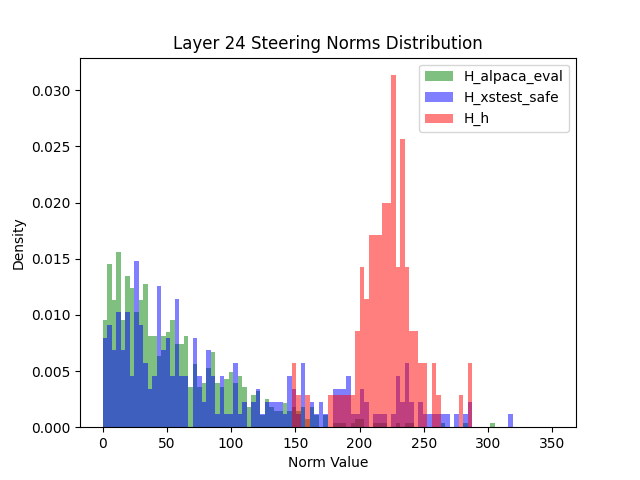 Layer 24 Steering Norms Distribution
H_alpaca_eval
H_xstest_safe
H_h
0.030
0.025
0.020
0.015
0.010
0.005
0.000
Density
0 50 100 150 200 250 300 350
Norm Value